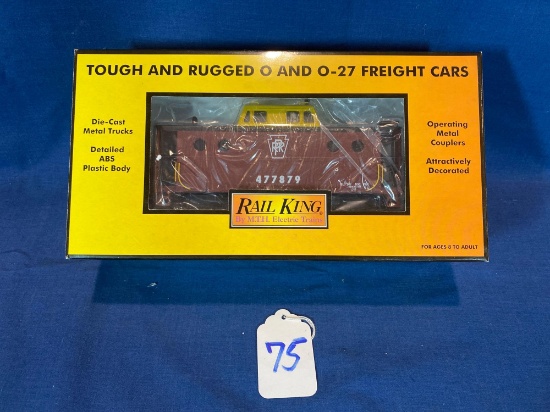 TOUGH AND RUGGED O AND O-27 FREIGHT CARS
Die-Cast
Metal Trucks
Detailed
ABS
Plastic Body
Operating
Metal
Couplers
Attractively
Decorated
PRR
477879
RAIL KING
By M.T.H. Electric Trains
FOR AGES 8 TO ADULT
75